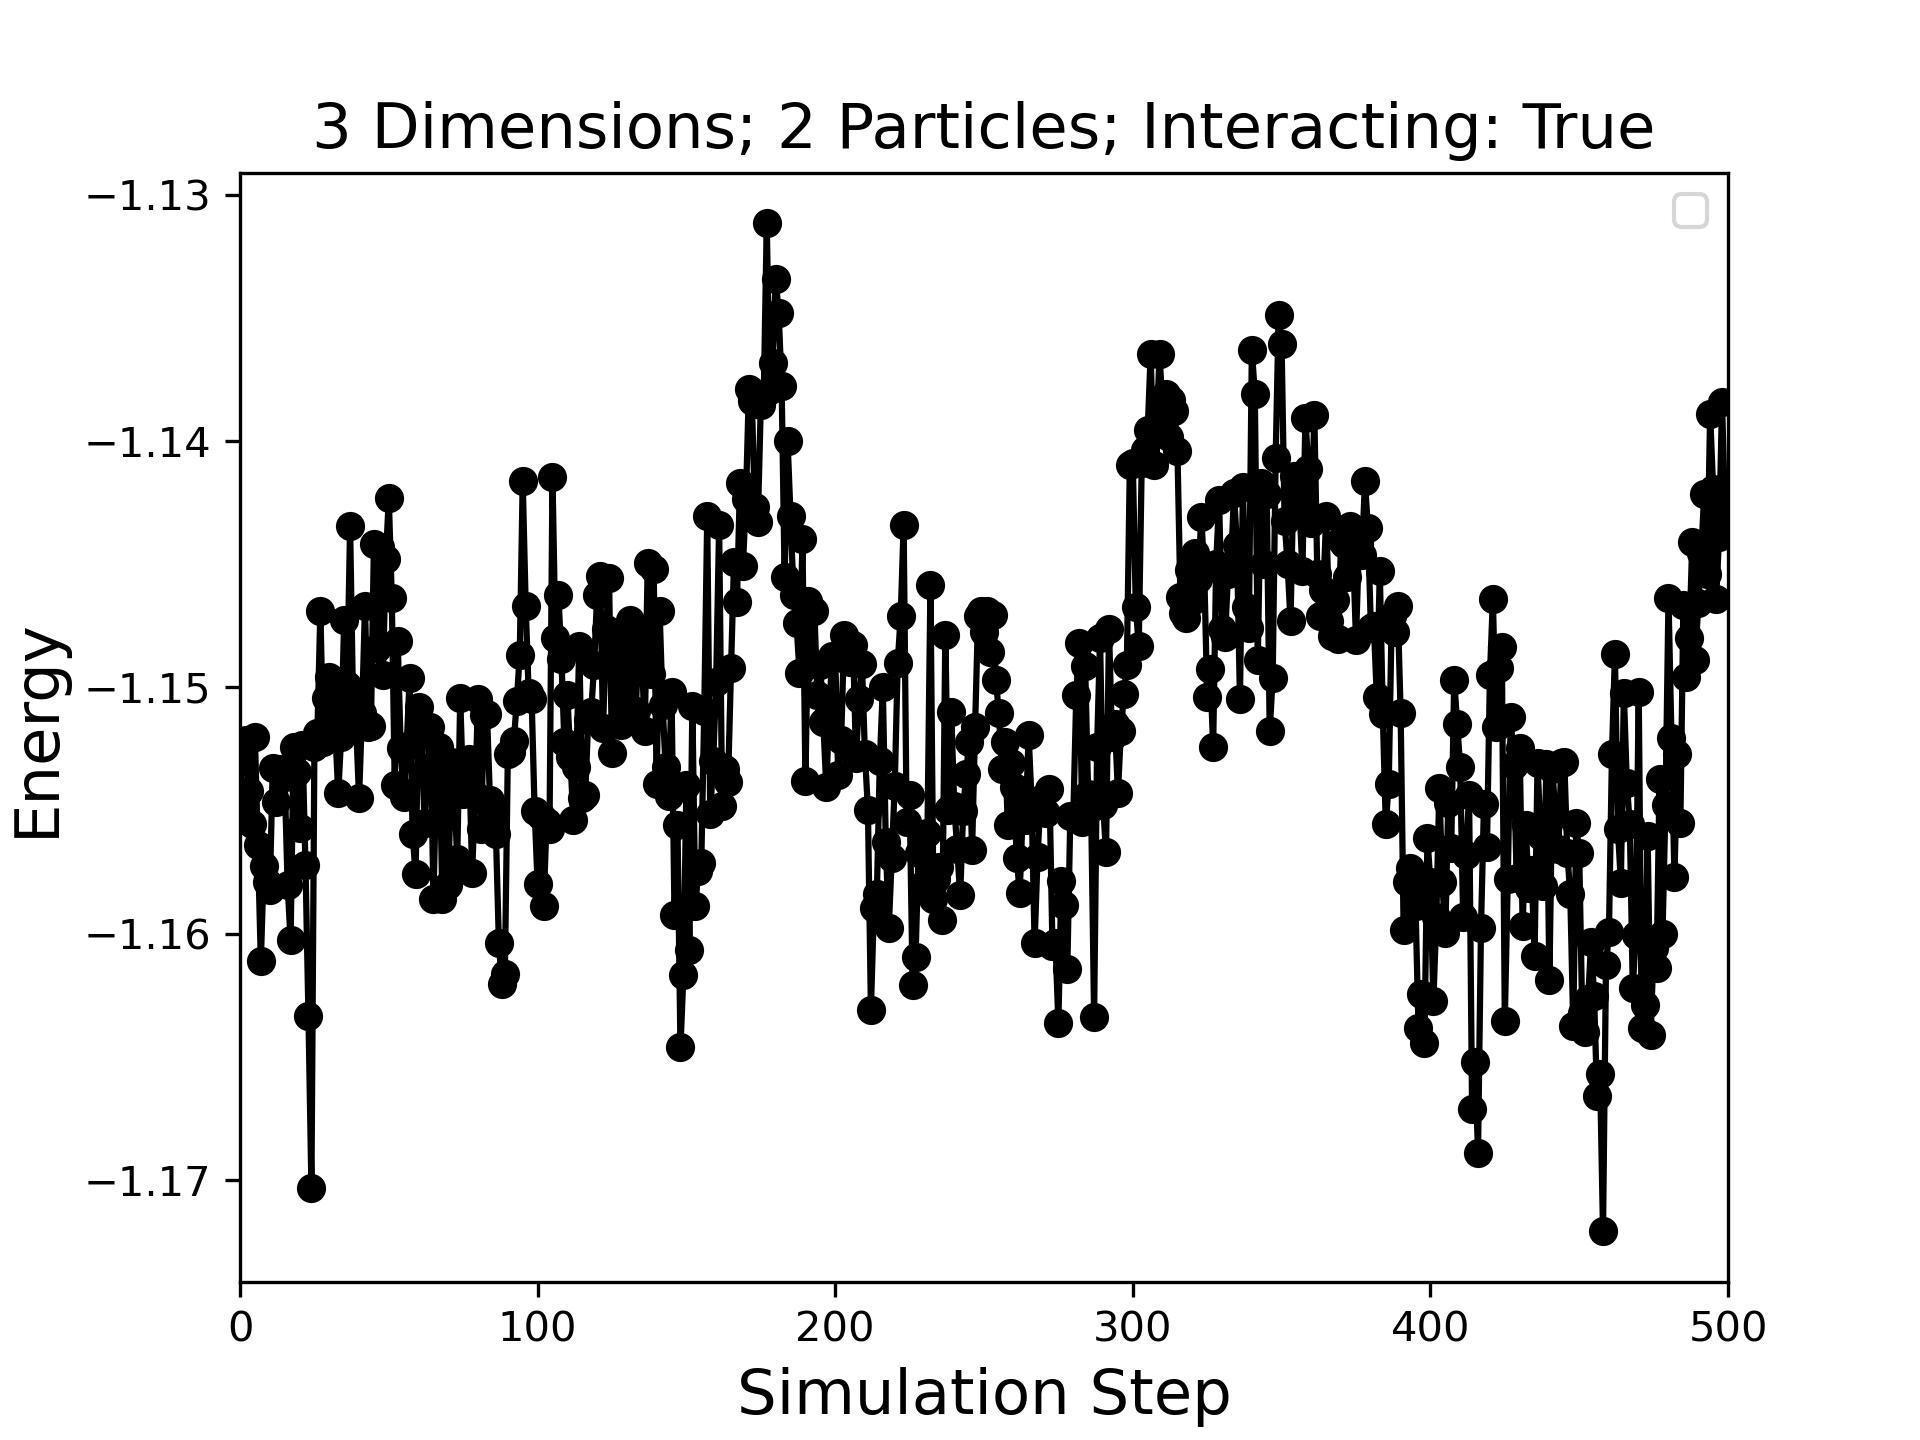 3 Dimensions; 2 Particles; Interacting: True
−1.13
−1.14
−1.15
−1.16
−1.17
Energy
0 100 200 300 400 500
Simulation Step